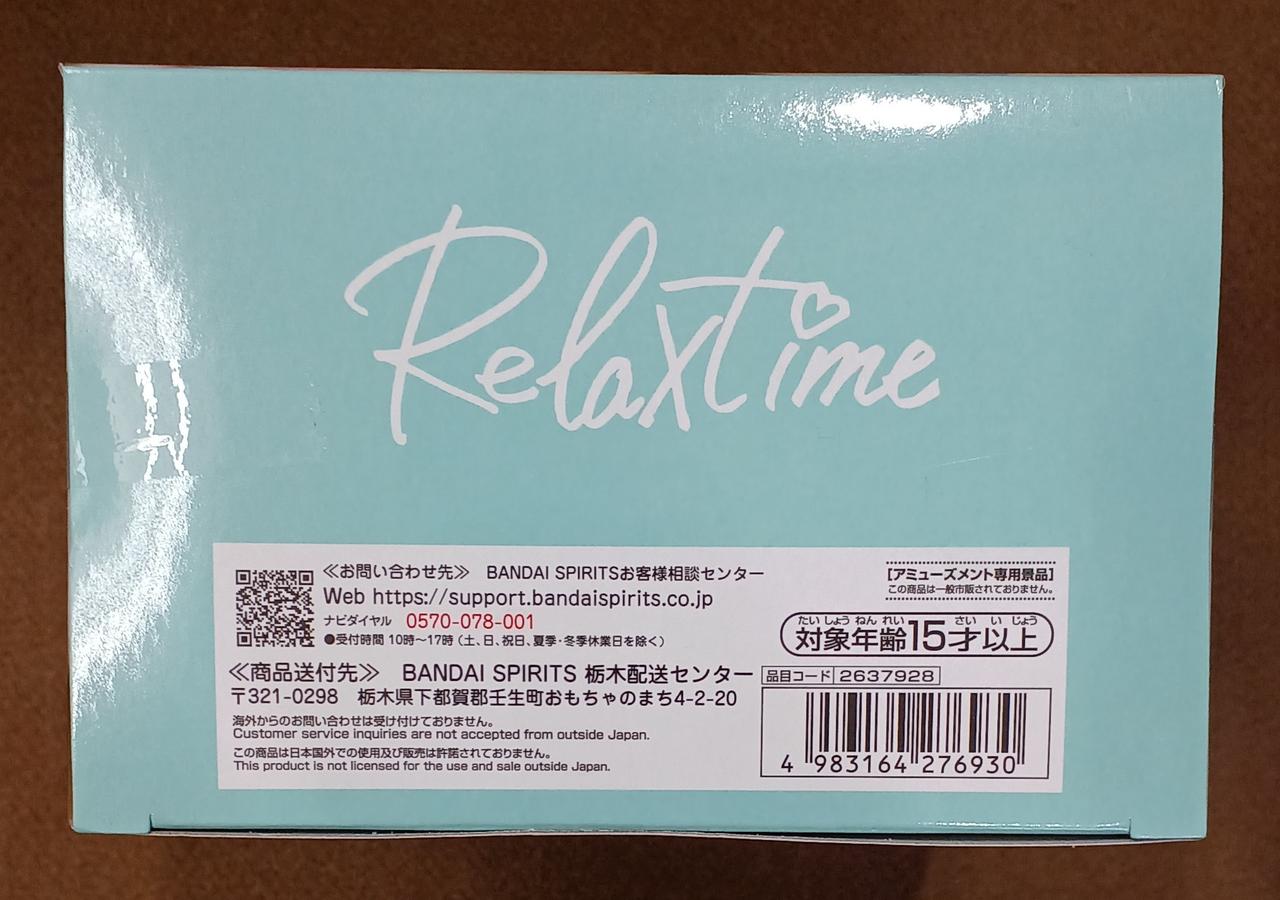 Relax time
≪お問い合わせ先≫ BANDAI SPIRITSお客様相談センター
Web https://support.bandaispirits.co.jp
ナビダイヤル 0570-078-001
●受付時間 10時～17時 (土、日、祝日、夏季・冬季休業日を除く)
≪商品送付先≫ BANDAI SPIRITS 栃木配送センター
〒321-0298 栃木県下都賀郡壬生町おもちゃのまち4-2-20
海外からのお問い合わせは受け付けておりません。
Customer service inquiries are not accepted from outside Japan.
この商品は日本国外での使用及び販売は許諾されておりません。
This product is not licensed for the use and sale outside Japan.
[アミューズメント専用景品]
この商品は一般市販されておりません。
たいしょうねんれい さい いじょう
対象年齢15才以上
品目コード 2637928
4 983164 276930